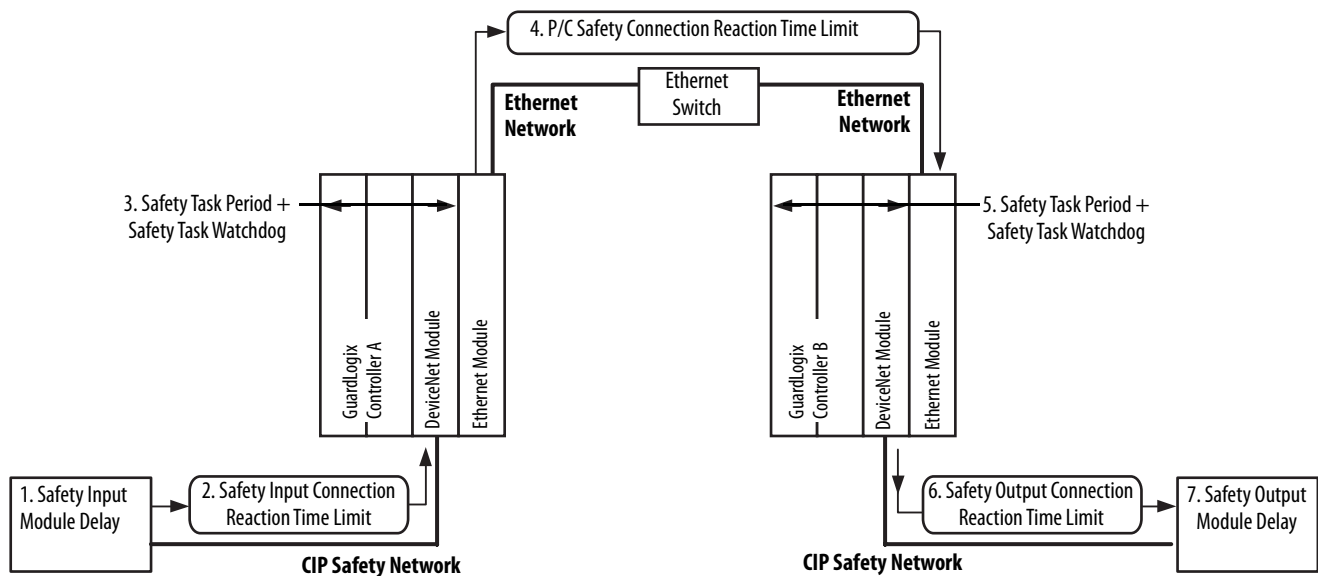 4. P/C Safety Connection Reaction Time Limit
Ethernet
Switch
Ethernet
Network
Ethernet
Network
3. Safety Task Period +
Safety Task Watchdog
5. Safety Task Period +
Safety Task Watchdog
GuardLogix
Controller A
DeviceNet Module
Ethernet Module
GuardLogix
Controller B
DeviceNet Module
Ethernet Module
1. Safety Input
Module Delay
2. Safety Input Connection
Reaction Time Limit
6. Safety Output Connection
Reaction Time Limit
7. Safety Output
Module Delay
CIP Safety Network
CIP Safety Network